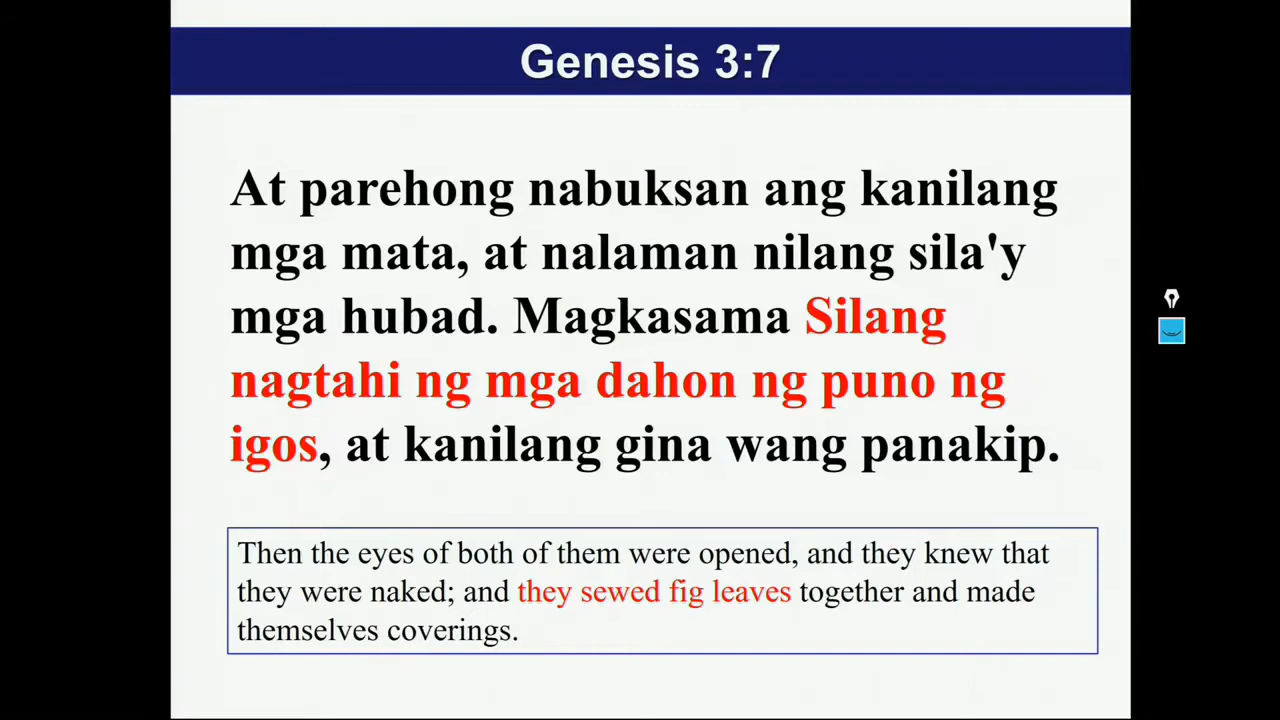 Genesis 3:7
At parehong nabuksan ang kanilang
mga mata, at nalaman nilang sila'y
mga hubad. Magkasama Silang
nagtahi ng mga dahon ng puno ng
igos, at kanilang gina wang panakip.
Then the eyes of both of them were opened, and they knew that
they were naked; and they sewed fig leaves together and made
themselves coverings.